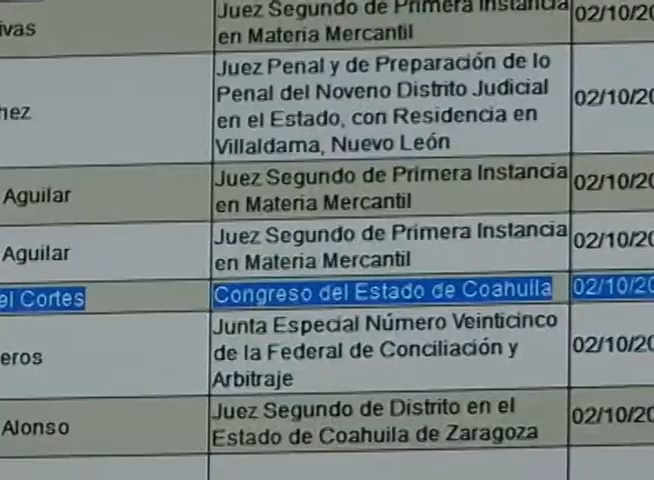 ivas
Juez Segundo de Primera Instancia
en Materia Mercantil
02/10/20
hez
Juez Penal y de Preparación de lo
Penal del Noveno Distrito Judicial
en el Estado, con Residencia en
Villaldama, Nuevo León
02/10/20
Aguilar
Juez Segundo de Primera Instancia
en Materia Mercantil
02/10/20
Aguilar
Juez Segundo de Primera Instancia
en Materia Mercantil
02/10/20
el Cortes
Congreso del Estado de Coahuila
02/10/20
eros
Junta Especial Número Veinticinco
de la Federal de Conciliación y
Arbitraje
02/10/20
Alonso
Juez Segundo de Distrito en el
Estado de Coahuila de Zaragoza
02/10/20